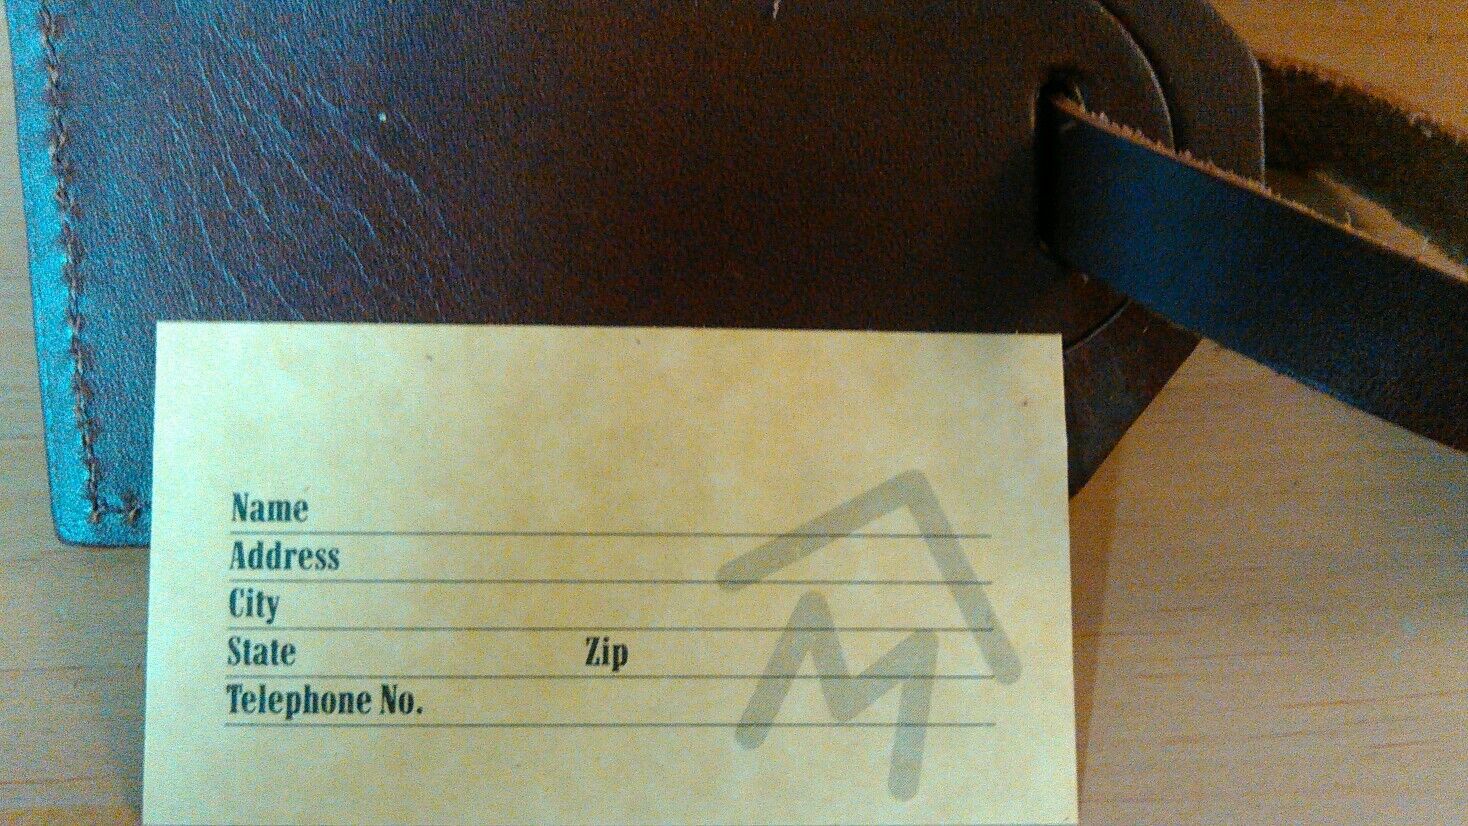 Name
Address
City
State Zip
Telephone No.
M